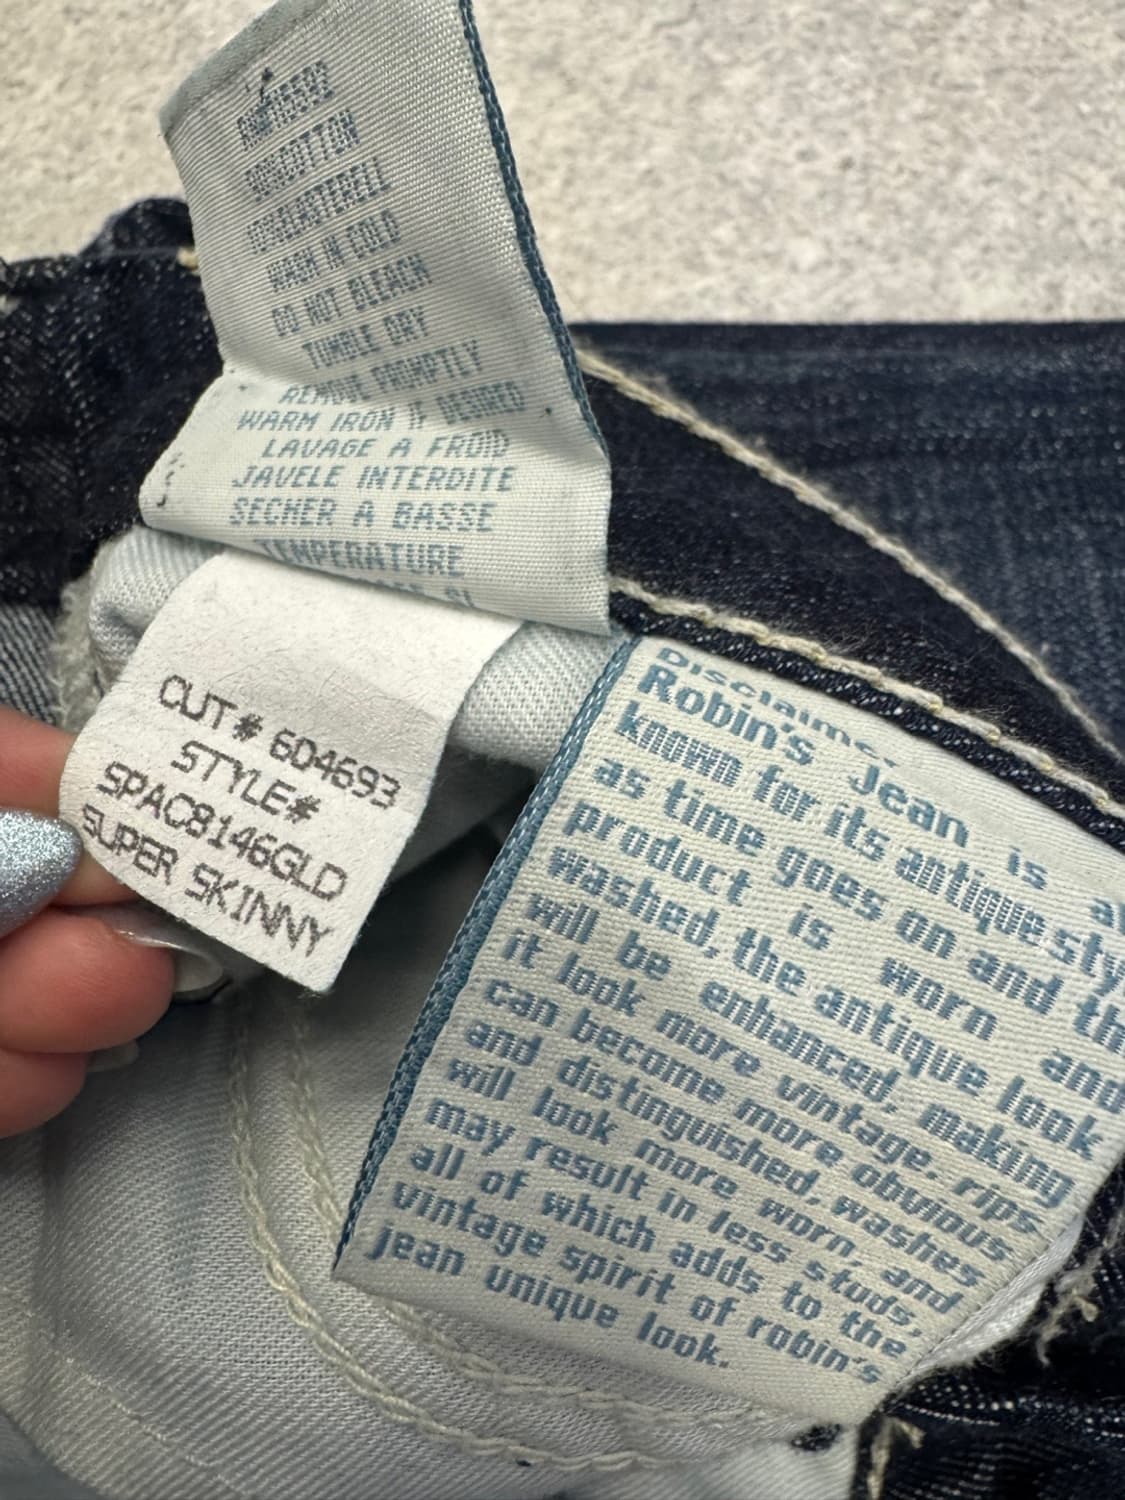 COTTON
ELASTERELL
WASH IN COLD
DO NOT BLEACH
TUMBLE DRY
REMOVE PROMPTLY
WARM IRON IF DESIRED
LAVAGE A FROID
JAVELE INTERDITE
SECHER A BASSE
TEMPERATURE
CUT# 604693
STYLE#
SPAC8146GLD
SUPER SKINNY
Disclaime
Robin's Jean is
known for its antique sty
as time goes on and th
product is worn and
washed, the antique look
will be enhanced, making
it look more vintage, rips
can become more obvious
and distinguished, washes
will look more worn, and
may result in less studs,
all of which adds to the
vintage spirit of robin's
jean unique look.